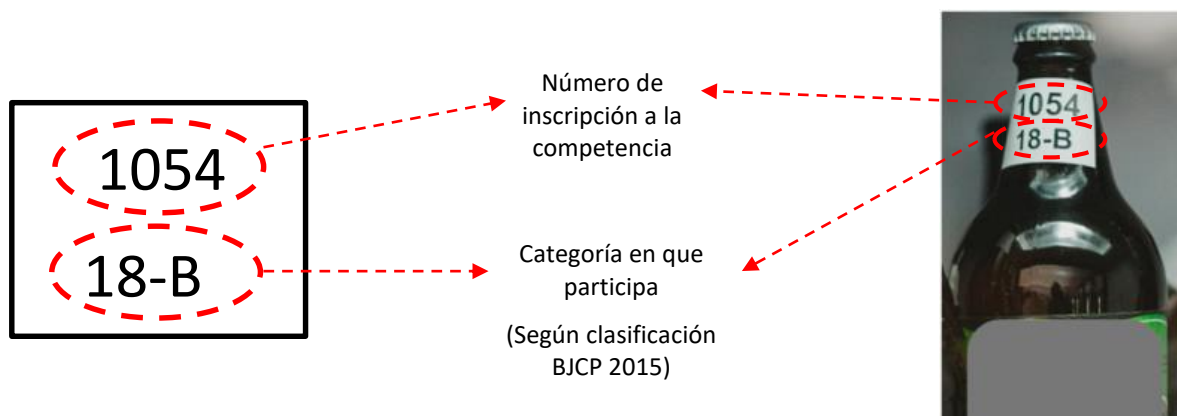 1054
18-B
Número de
inscripción a la
competencia
Categoría en que
participa
(Según clasificación
BJCP 2015)
1054
18-B